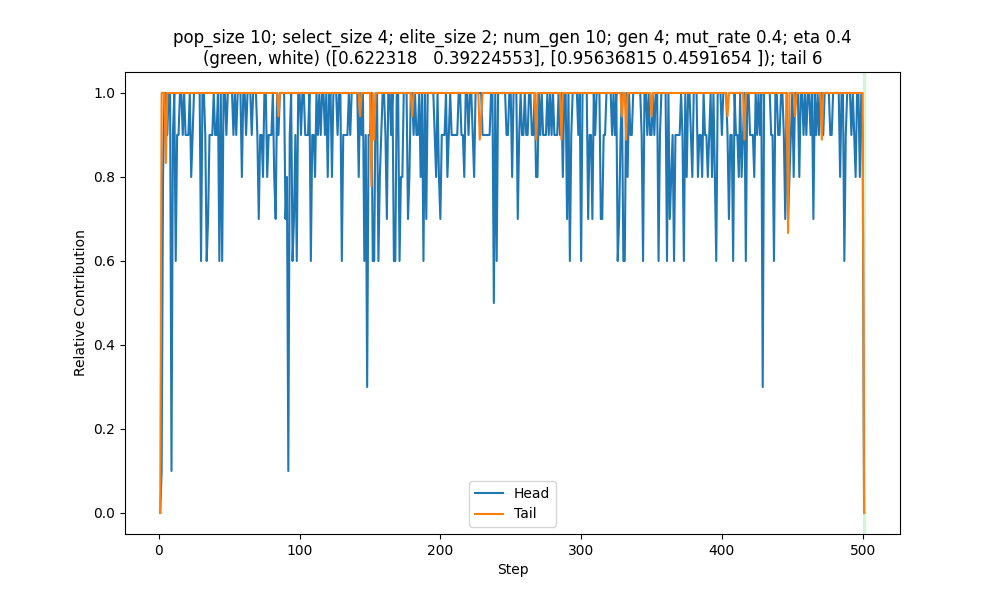 pop_size 10; select_size 4; elite_size 2; num_gen 10; gen 4; mut_rate 0.4; eta 0.4
(green, white) ([0.622318   0.39224553], [0.95636815 0.4591654 ]); tail 6
1.0
0.8
0.6
0.4
0.2
0.0
Relative Contribution
Head
Tail
0
100
200
300
400
500
Step